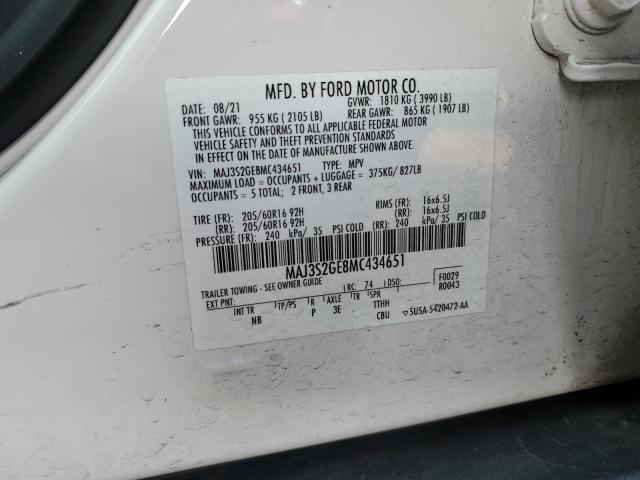 MFD. BY FORD MOTOR CO.
DATE: 08/21 GVWR: 1810 KG ( 3990 LB)
FRONT GAWR: 955 KG ( 2105 LB) REAR GAWR: 865 KG ( 1907 LB)
THIS VEHICLE CONFORMS TO ALL APPLICABLE FEDERAL MOTOR
VEHICLE SAFETY AND THEFT PREVENTION STANDARDS
IN EFFECT ON THE DATE OF MANUFACTURE SHOWN ABOVE.
VIN: MAJ3S2GE8MC434651 TYPE: MPV
MAXIMUM LOAD = OCCUPANTS + LUGGAGE = 375KG/ 827LB
OCCUPANTS = 5 TOTAL; 2 FRONT, 3 REAR
TIRE (FR): 205/60R16 92H RIMS (FR): 16x6.5J
(RR): 205/60R16 92H (RR): 16x6.5J
PRESSURE (FR): 240 kPa/ 35 PSI COLD (RR): 240 kPa/ 35 PSI COLD
MAJ3S2GE8MC434651
TRAILER TOWING - SEE OWNER GUIDE
EXT PNT: RC: 74 DSO: F0029
R0043
INT TR TP/PS R AXLE TR SPR TTHH
NB P 3E CBU 5U5A-5420472-AA